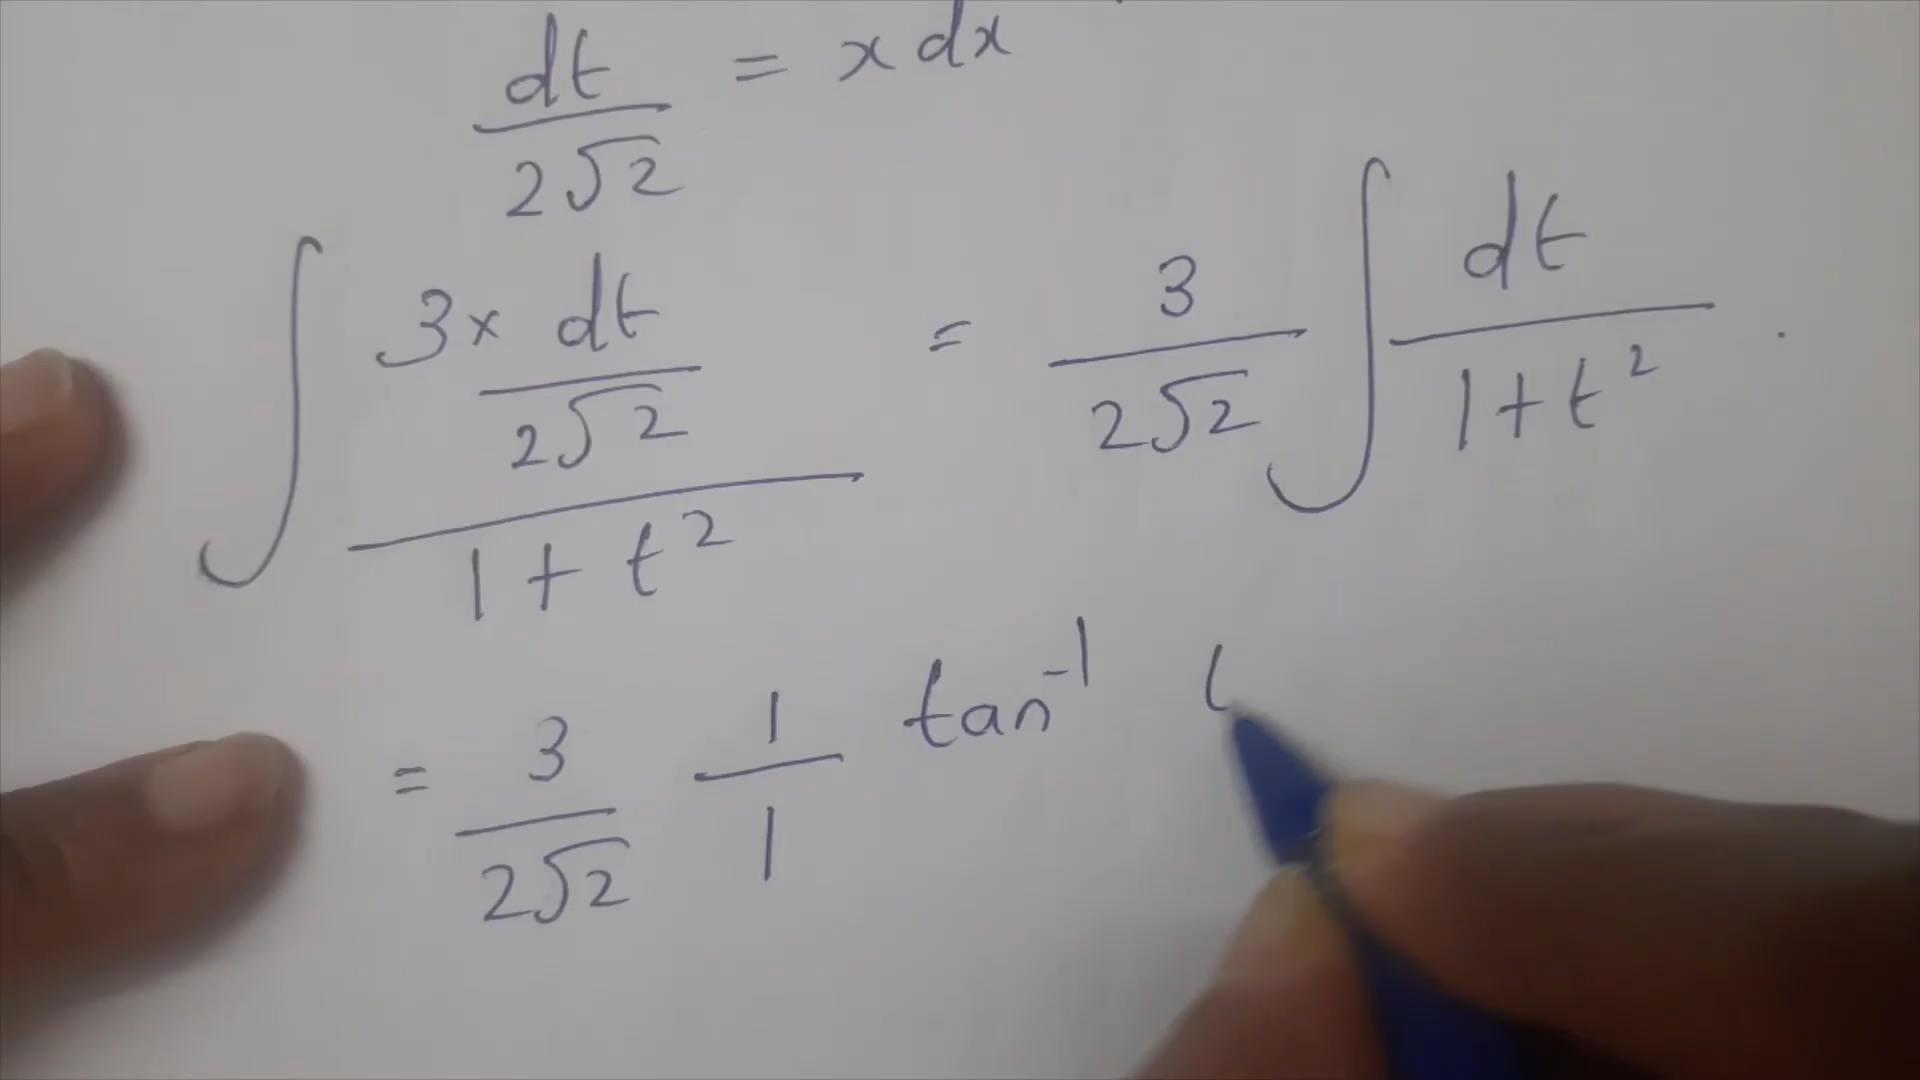 dt/2√2 = x dx
∫ (3× dt/2√2)/(1+t²) = 3/2√2 ∫ dt/(1+t²) .
= 3/2√2 1/1 tan⁻¹ (